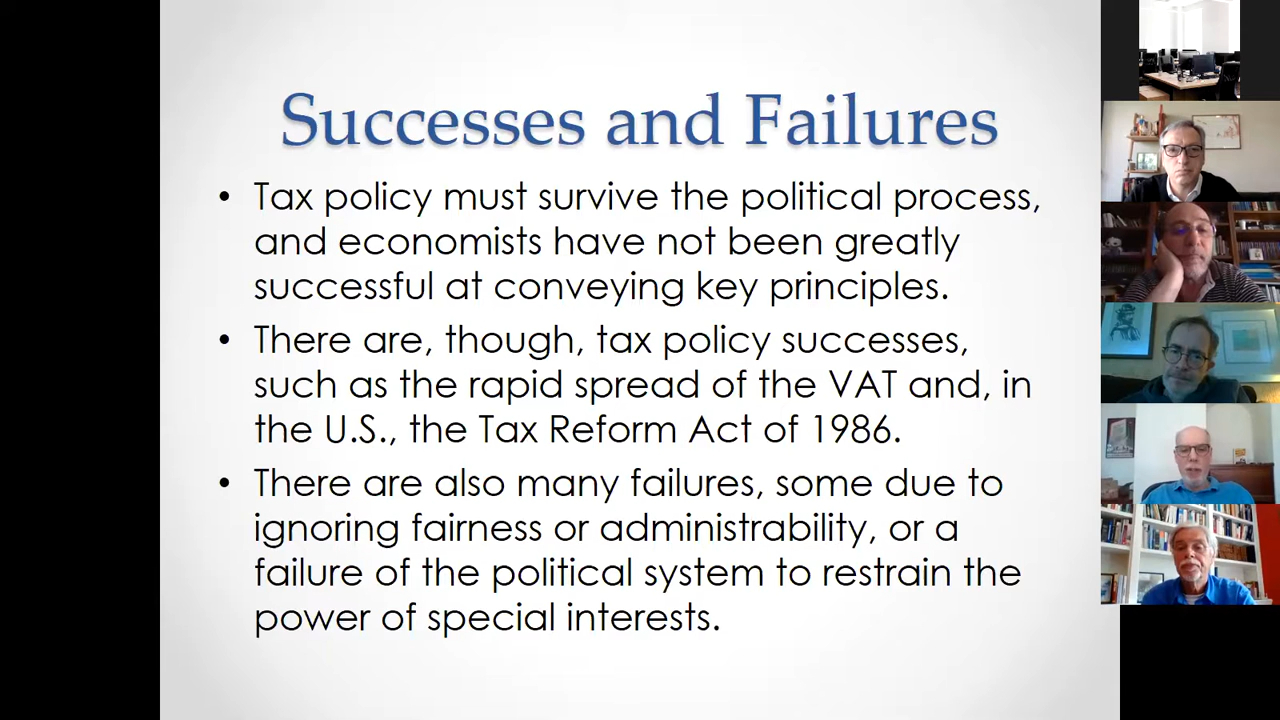 Successes and Failures
• Tax policy must survive the political process,
and economists have not been greatly
successful at conveying key principles.
• There are, though, tax policy successes,
such as the rapid spread of the VAT and, in
the U.S., the Tax Reform Act of 1986.
• There are also many failures, some due to
ignoring fairness or administrability, or a
failure of the political system to restrain the
power of special interests.